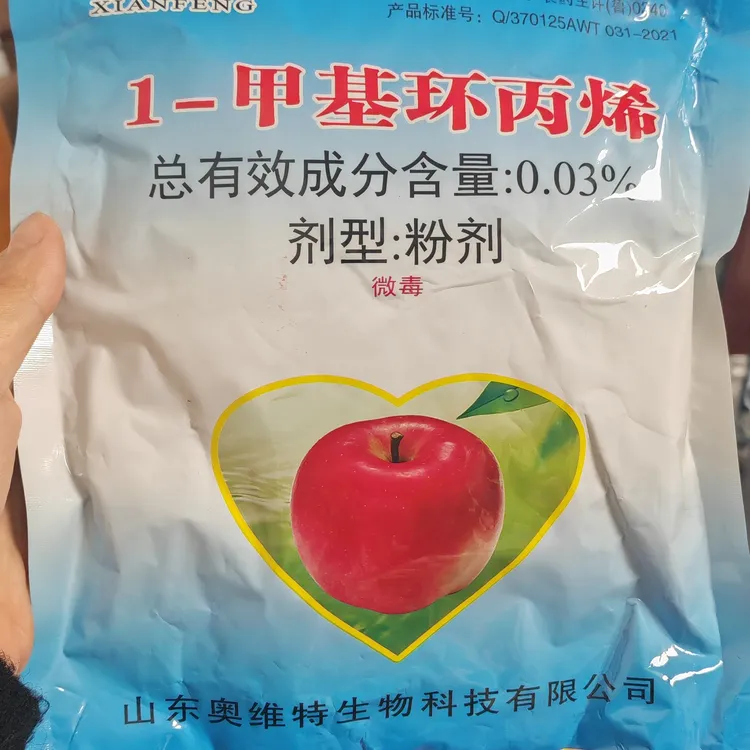 XIANFENG
产品标准号：Q/370125AWT 031-2021
1-甲基环丙烯
总有效成分含量:0.03%
剂型:粉剂
微毒
山东奥维特生物科技有限公司